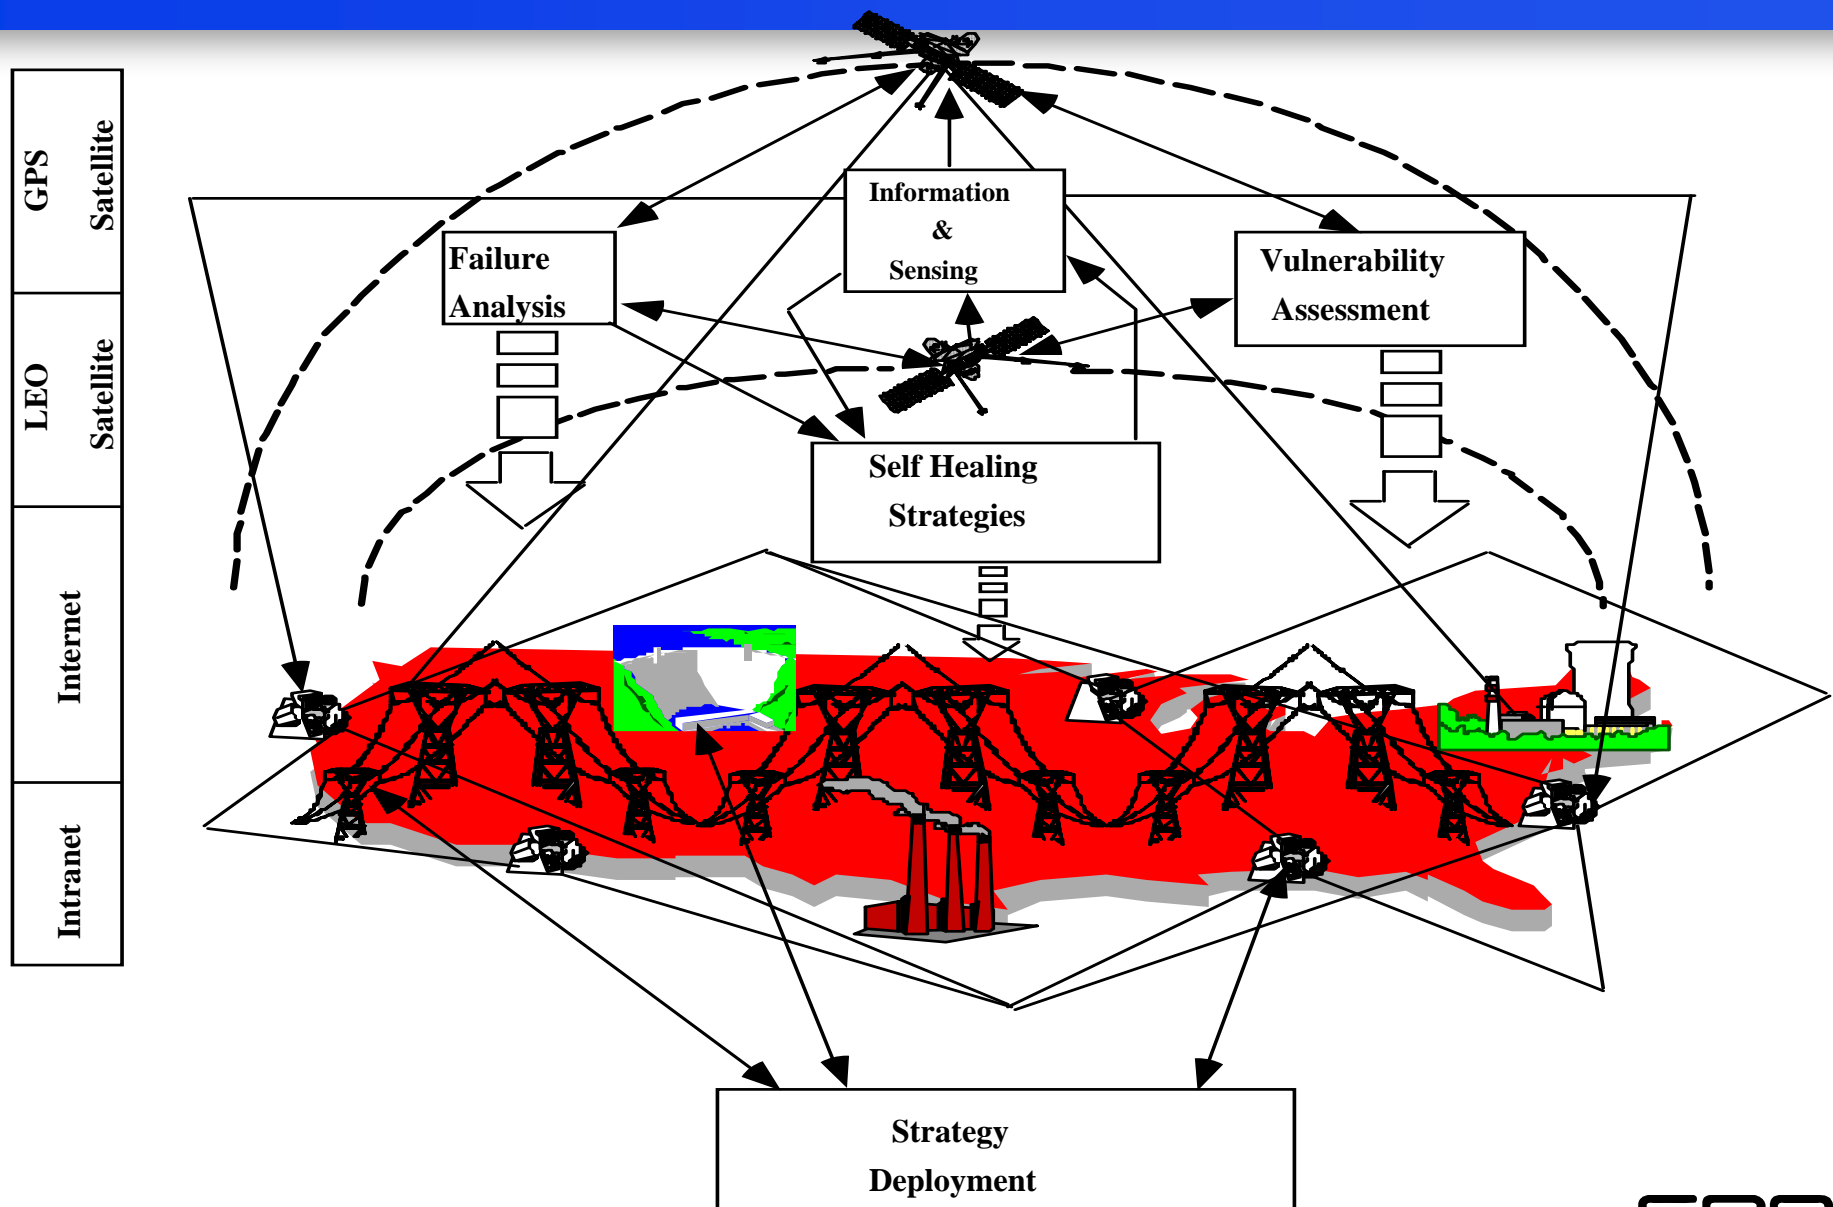 GPS
Satellite
LEO
Satellite
Internet
Intranet
Information
&
Sensing
Failure
Analysis
Vulnerability
Assessment
Self Healing
Strategies
Strategy
Deployment